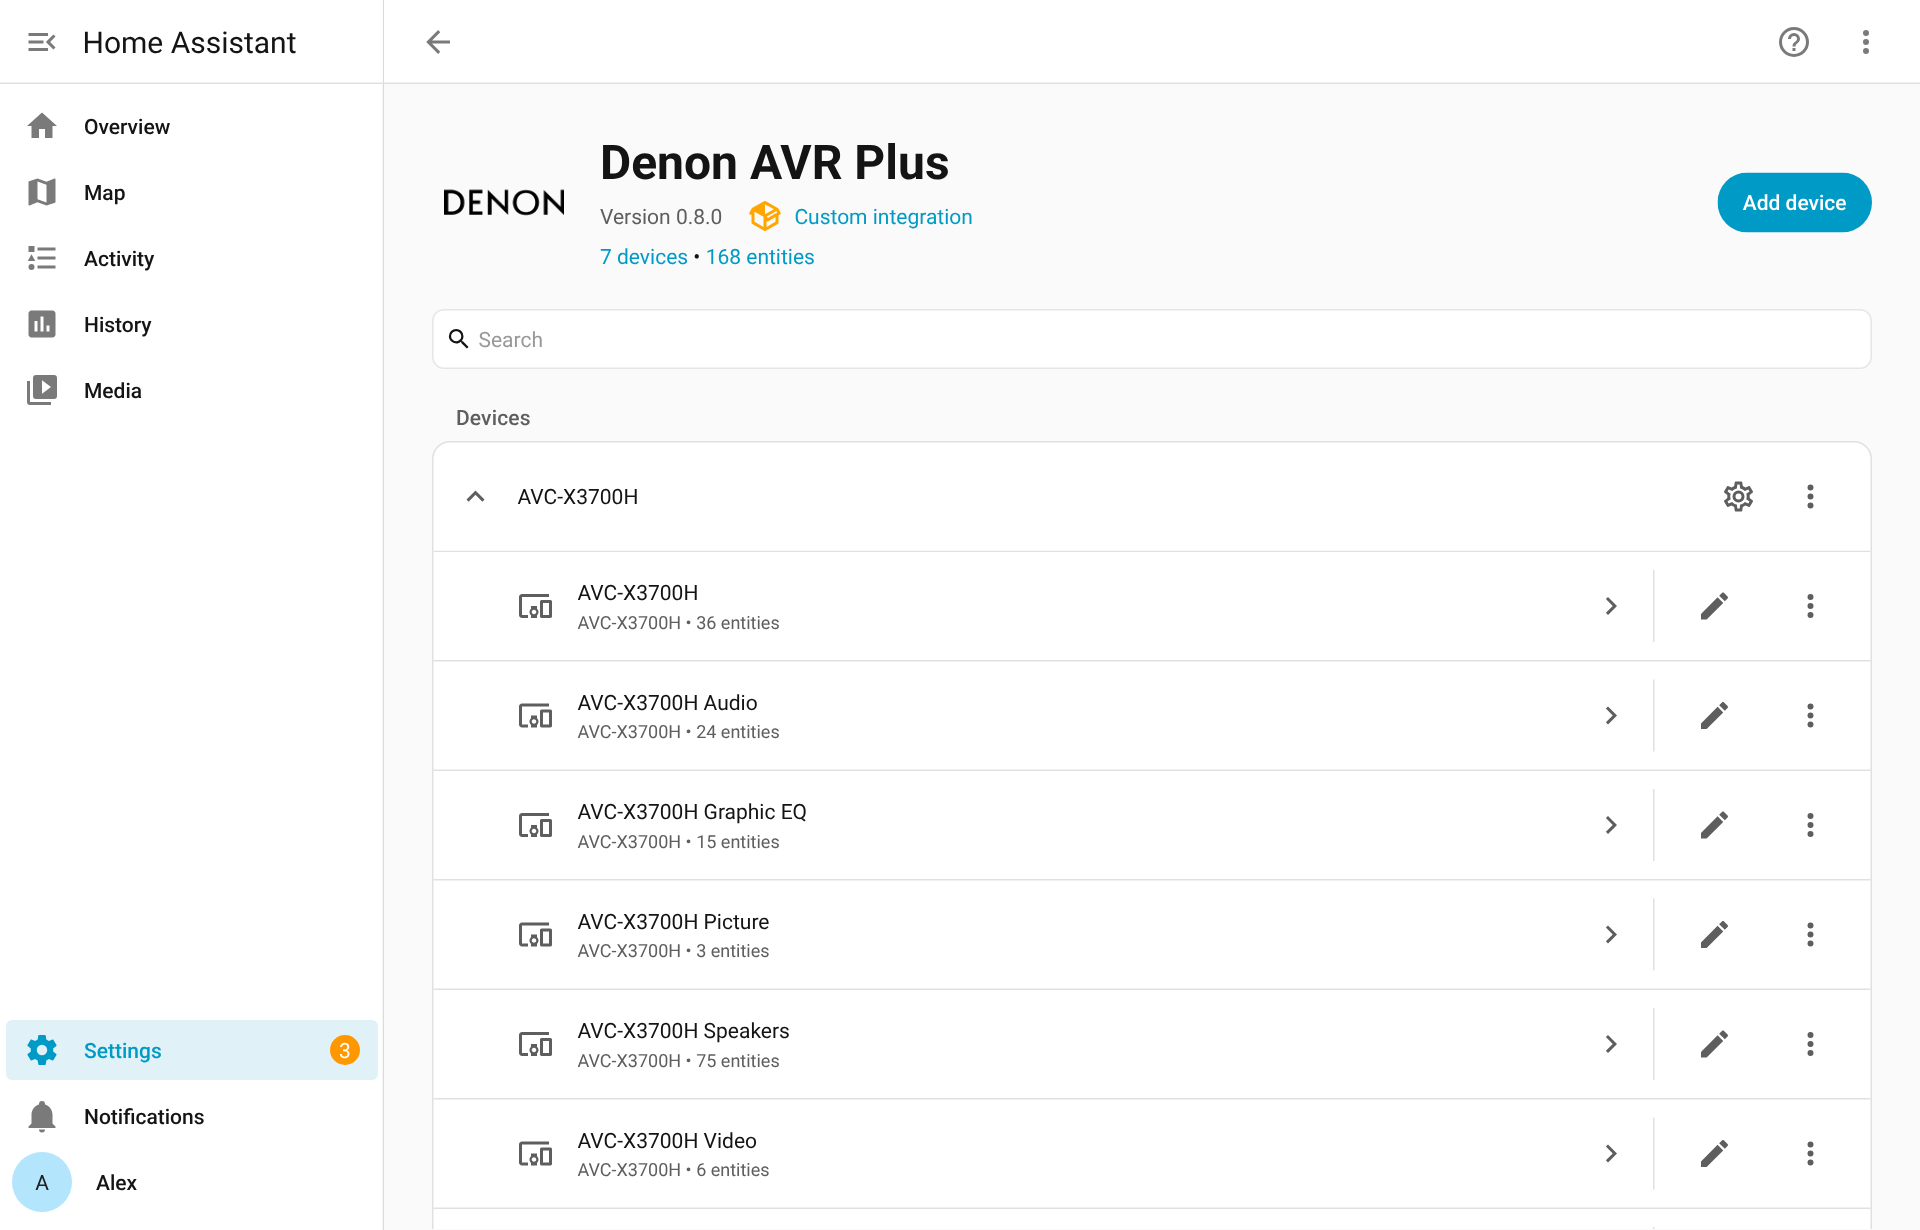 Home Assistant
Overview
Map
Activity
History
Media
Settings
3
Notifications
A
Alex
DENON
Denon AVR Plus
Version 0.8.0
Custom integration
7 devices • 168 entities
Add device
Search
Devices
AVC-X3700H
AVC-X3700H
AVC-X3700H • 36 entities
AVC-X3700H Audio
AVC-X3700H • 24 entities
AVC-X3700H Graphic EQ
AVC-X3700H • 15 entities
AVC-X3700H Picture
AVC-X3700H • 3 entities
AVC-X3700H Speakers
AVC-X3700H • 75 entities
AVC-X3700H Video
AVC-X3700H • 6 entities